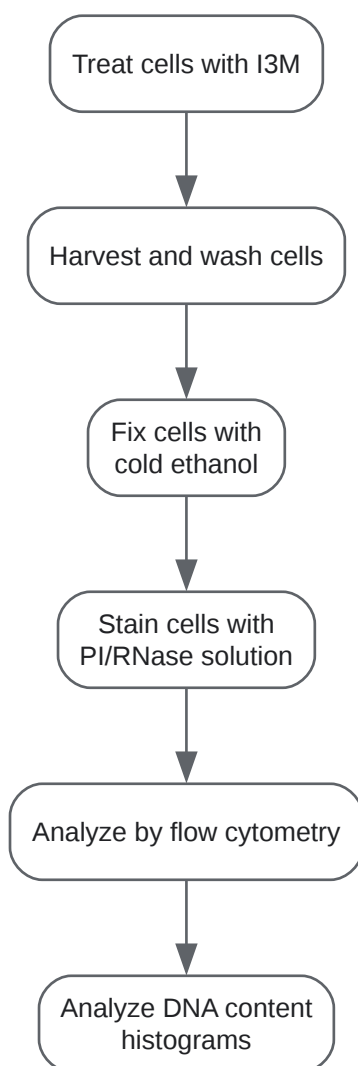 Treat cells with I3M
Harvest and wash cells
Fix cells with
cold ethanol
Stain cells with
PI/RNase solution
Analyze by flow cytometry
Analyze DNA content
histograms